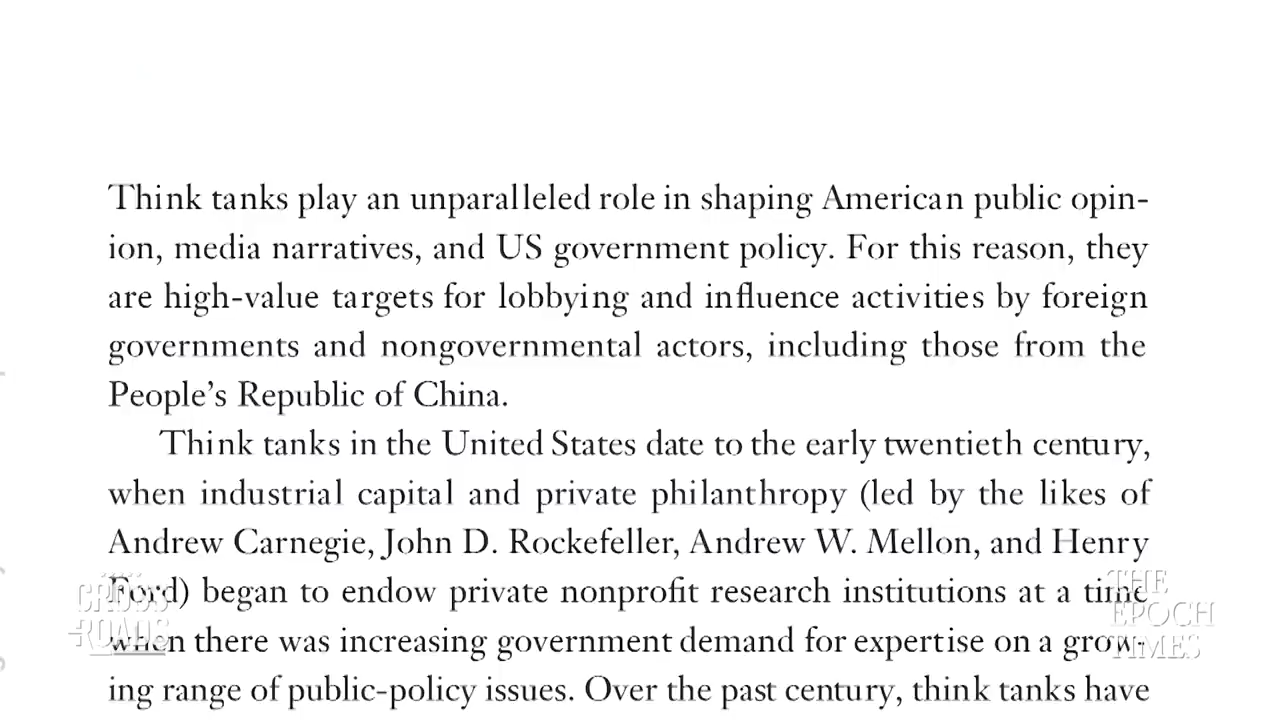 Think tanks play an unparalleled role in shaping American public opin-
ion, media narratives, and US government policy. For this reason, they
are high-value targets for lobbying and influence activities by foreign
governments and nongovernmental actors, including those from the
People's Republic of China.
Think tanks in the United States date to the early twentieth century,
when industrial capital and private philanthropy (led by the likes of
Andrew Carnegie, John D. Rockefeller, Andrew W. Mellon, and Henry
Ford) began to endow private nonprofit research institutions at a time
when there was increasing government demand for expertise on a grow-
ing range of public-policy issues. Over the past century, think tanks have
CROSS
ROADS
THE
EPOCH
TIMES